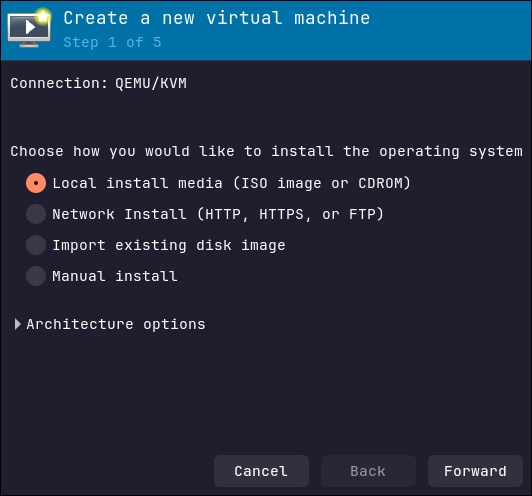 Create a new virtual machine
Step 1 of 5
Connection: QEMU/KVM
Choose how you would like to install the operating system
Local install media (ISO image or CDROM)
Network Install (HTTP, HTTPS, or FTP)
Import existing disk image
Manual install
Architecture options
Cancel Back Forward